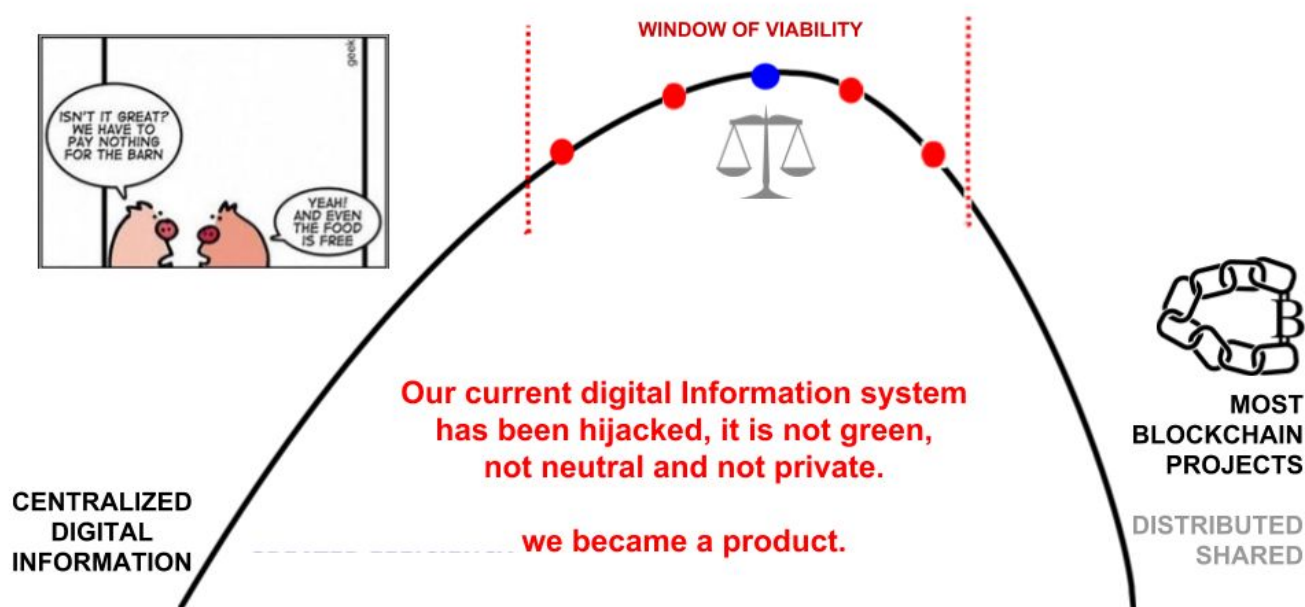 WINDOW OF VIABILITY
geek
ISN'T IT GREAT?
WE HAVE TO
PAY NOTHING
FOR THE BARN
YEAH!
AND EVEN
THE FOOD
IS FREE
Our current digital Information system
has been hijacked, it is not green,
not neutral and not private.
we became a product.
CENTRALIZED
DIGITAL
INFORMATION
B
MOST
BLOCKCHAIN
PROJECTS
DISTRIBUTED
SHARED